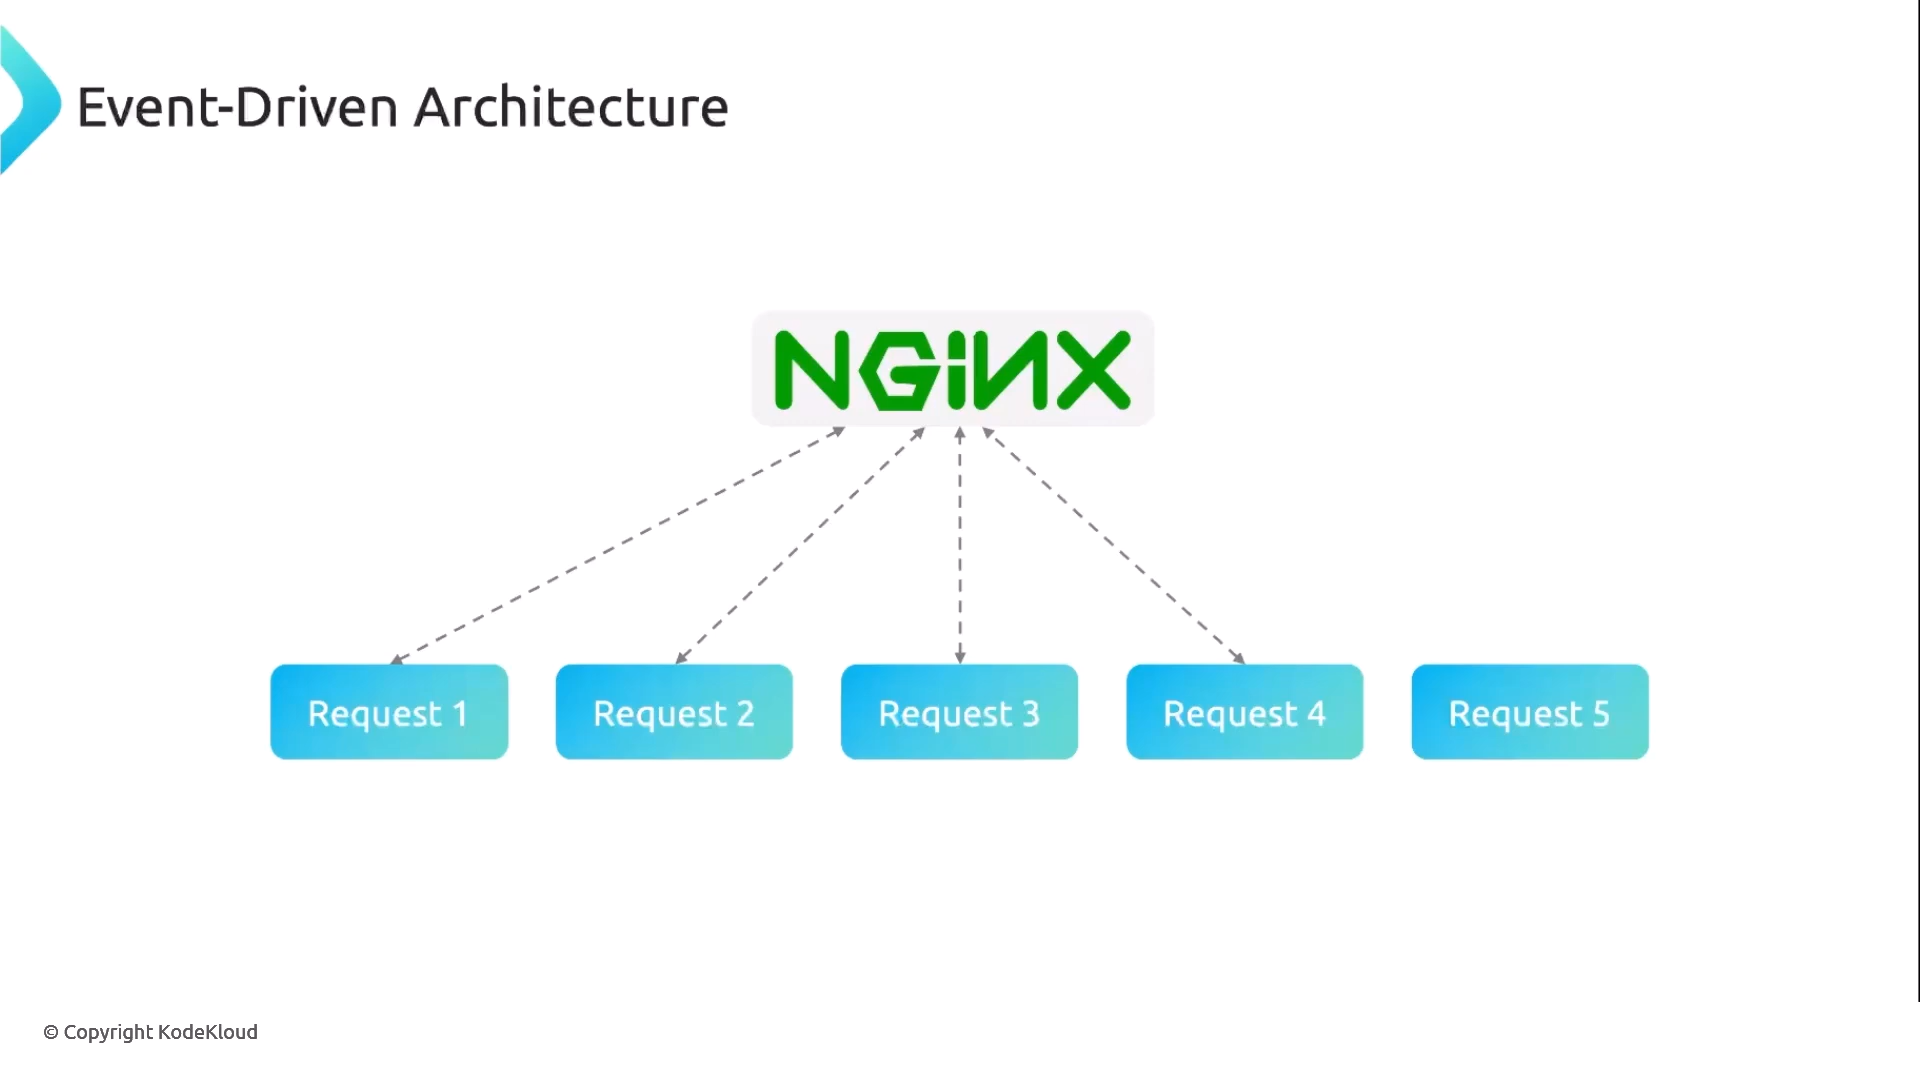 Event-Driven Architecture
NGINX
Request 1
Request 2
Request 3
Request 4
Request 5
© Copyright KodeKloud